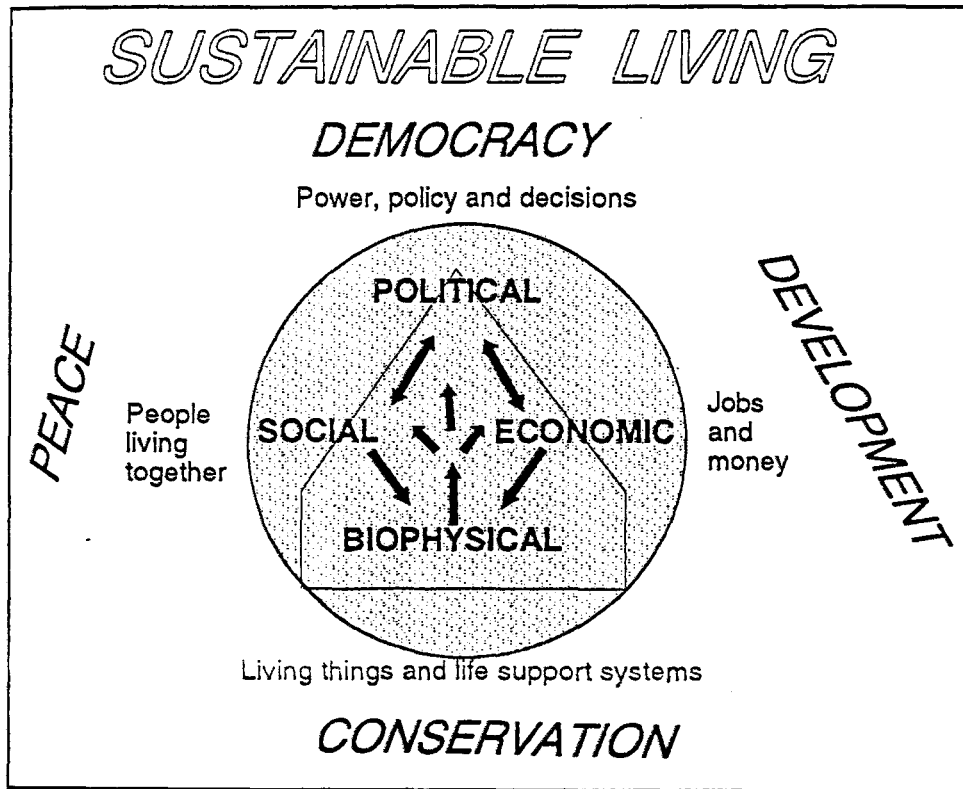 SUSTAINABLE LIVING
DEMOCRACY
Power, policy and decisions
POLITICAL
DEVELOPMENT
PEACE
People
living
together
SOCIAL
ECONOMIC
Jobs
and
money
BIOPHYSICAL
Living things and life support systems
CONSERVATION